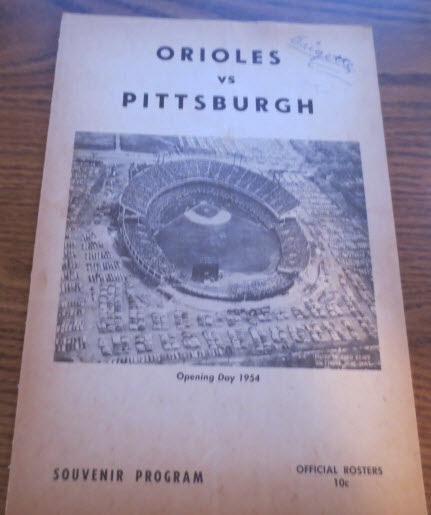 ORIOLES
vs
PITTSBURGH
Opening Day 1954
SOUVENIR PROGRAM
OFFICIAL ROSTERS
10c